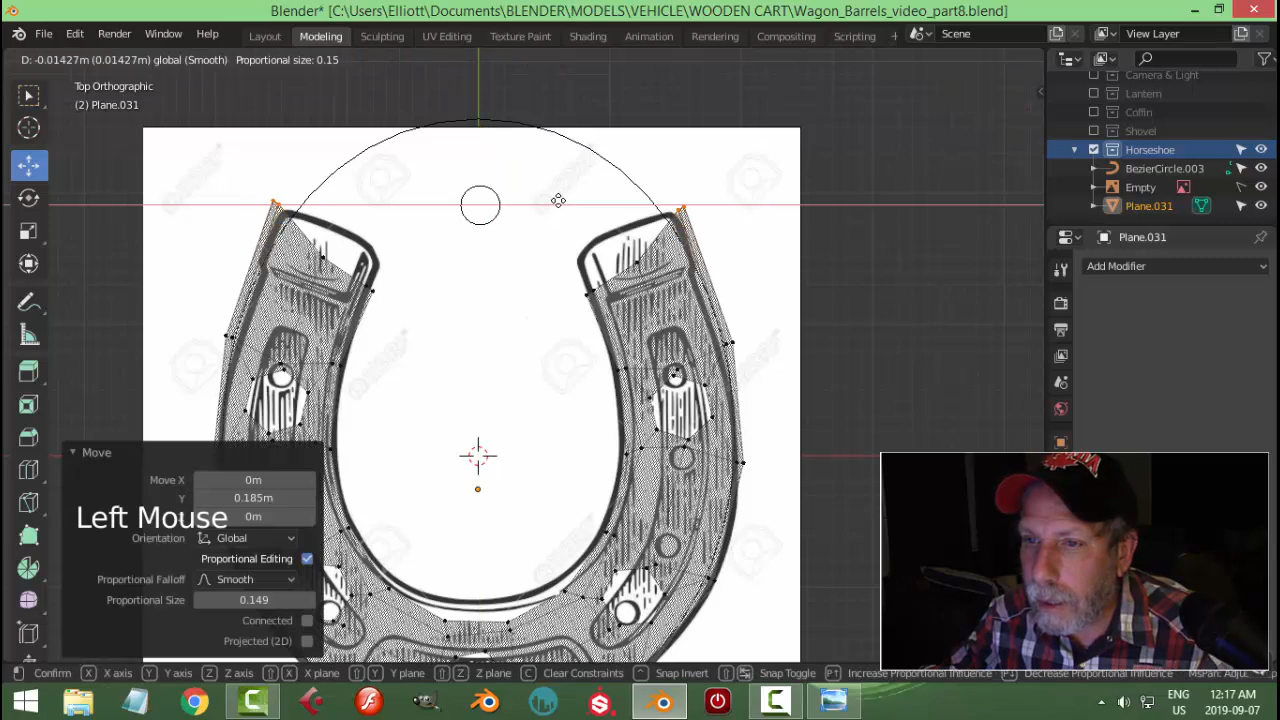 Blender* [C:\Users\Elliott\Documents\BLENDER\MODELS\VEHICLE\WOODEN CART\Wagon_Barrels_video_part8.blend]
File Edit Render Window Help Layout Modeling Sculpting UV Editing Texture Paint Shading Animation Rendering Compositing Scripting + Scene View Layer
D: -0.01427m (0.01427m) global (Smooth) Proportional size: 0.15
Top Orthographic
(2) Plane.031
Camera & Light
Lantern
Coffin
Shovel
Horseshoe
BezierCircle.003
Empty
Plane.031
Plane.031
Add Modifier
Move
Move X 0m
Y 0.185m
0m
Left Mouse
Orientation Global
Proportional Editing
Proportional Falloff Smooth
Proportional Size 0.149
Connected
Projected (2D)
Confirm X X axis Y Y axis Z Z axis X X plane Y Y plane Z Z plane C Clear Constraints Snap Invert Snap Toggle Increase Proportional Influence Decrease Proportional Influence Move
ENG 12:17 AM
US 2019-09-07